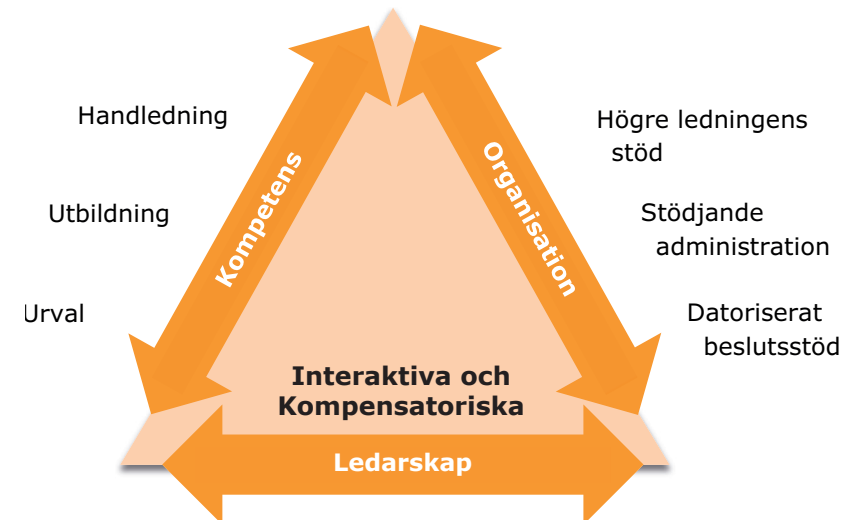 Handledning
Utbildning
Urval
Kompetens
Organisation
Högre ledningens
stöd
Stödjande
administration
Datoriserat
beslutsstöd
Interaktiva och
Kompensatoriska
Ledarskap